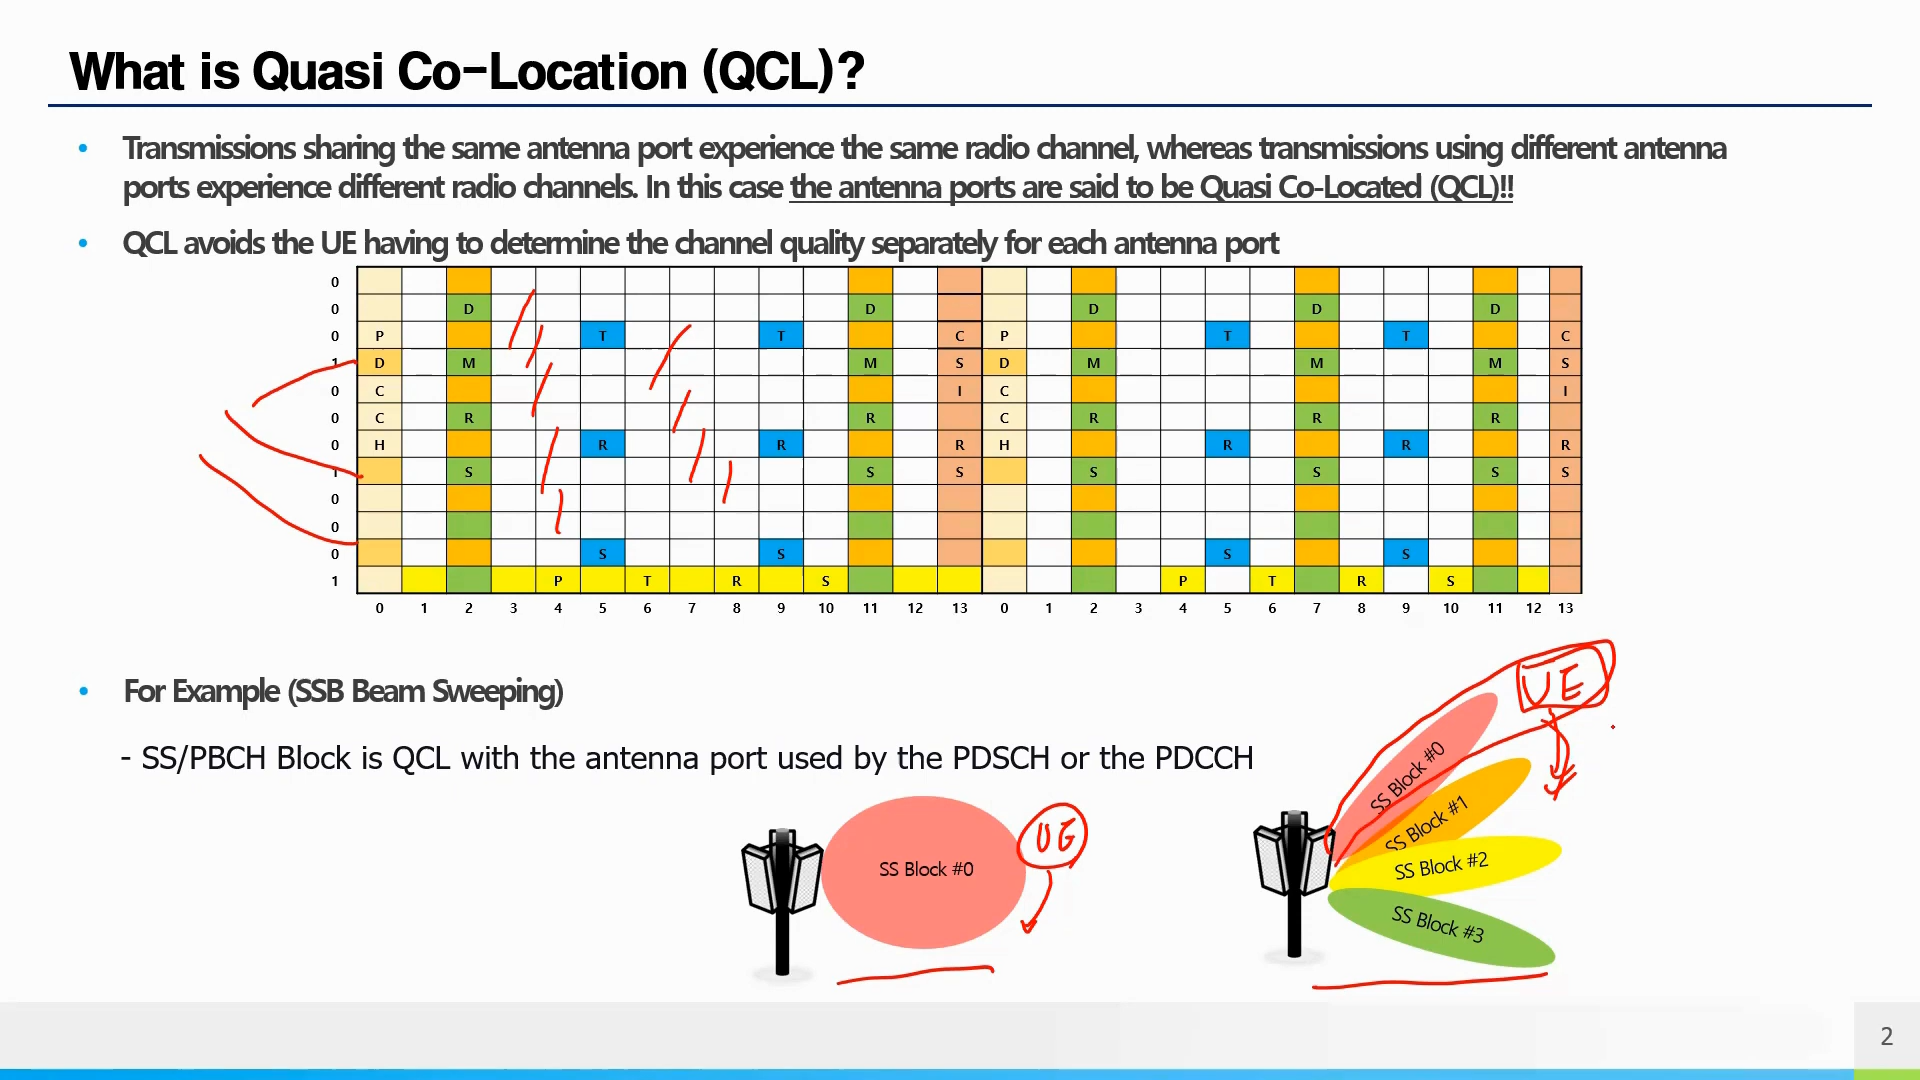 What is Quasi Co-Location (QCL)?
• Transmissions sharing the same antenna port experience the same radio channel, whereas transmissions using different antenna
ports experience different radio channels. In this case the antenna ports are said to be Quasi Co-Located (QCL)!!
• QCL avoids the UE having to determine the channel quality separately for each antenna port
0
0 D D D D D
0 P T T C P T T C
1 D M M S D M M M S
0 C I C I
0 C R R C R R R
0 H R R R H R R R
1 S S S S S S S
0
0
0 S S S S
1 P T R S P T R S
0 1 2 3 4 5 6 7 8 9 10 11 12 13 0 1 2 3 4 5 6 7 8 9 10 11 12 13
• For Example (SSB Beam Sweeping)
- SS/PBCH Block is QCL with the antenna port used by the PDSCH or the PDCCH
UE
SS Block #0
SS Block #1
SS Block #2
SS Block #3
SS Block #0
UE
2